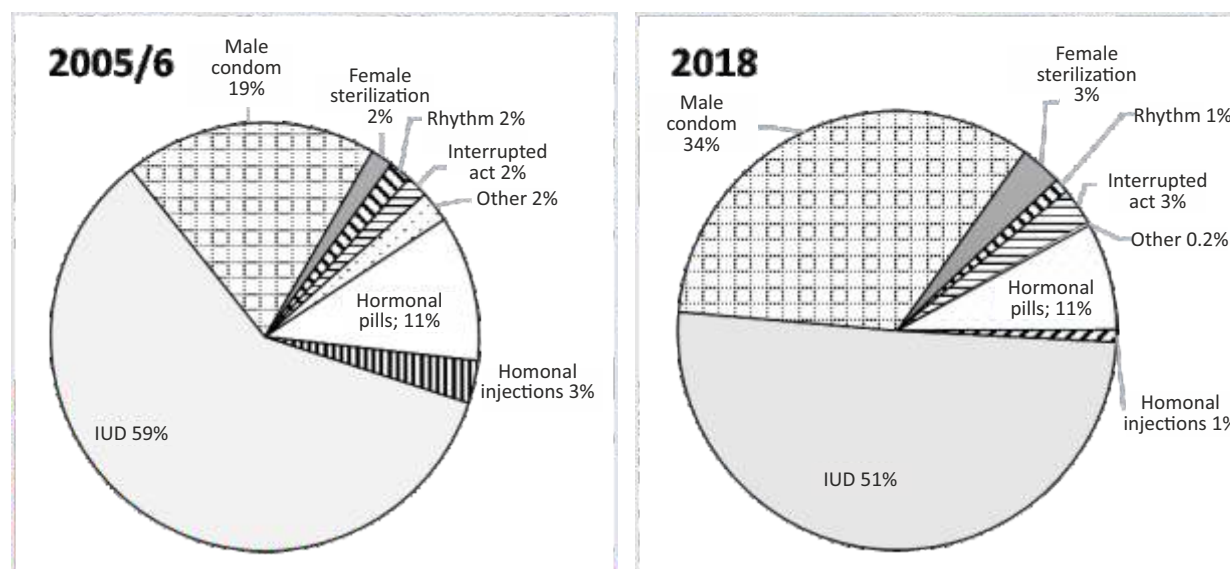 2005/6
Male
condom
19%
Female
sterilization
2%
Rhythm 2%
Interrupted
act 2%
Other 2%
Hormonal
pills; 11%
Homonal
injections 3%
IUD 59%
2018
Male
condom
34%
Female
sterilization
3%
Rhythm 1%
Interrupted
act 3%
Other 0.2%
Hormonal
pills; 11%
Homonal
injections 1%
IUD 51%